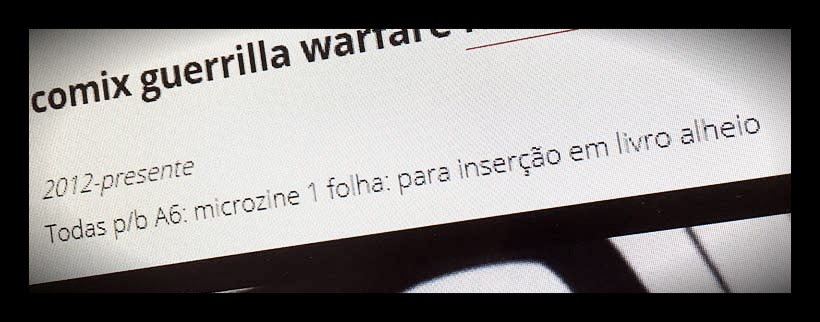 comix guerrilla warfare
2012-presente
Todas p/b A6: microzine 1 folha: para inserção em livro alheio